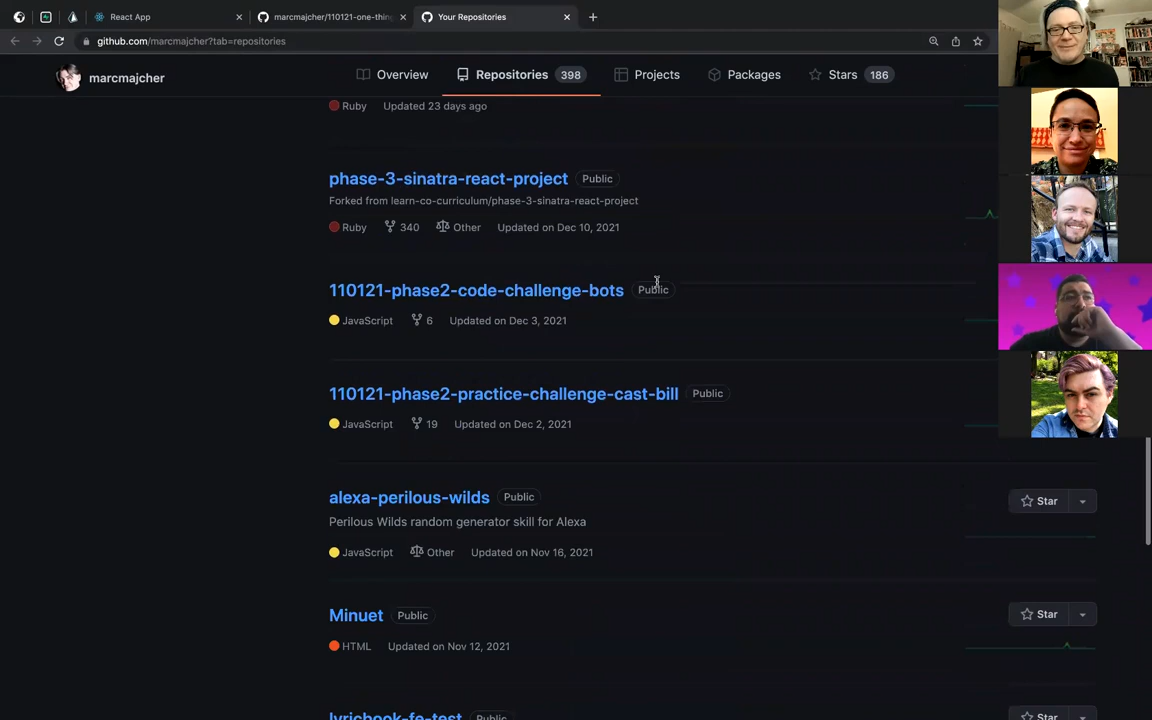 React App
marcmajcher/110121-one-thin
Your Repositories
github.com/marcmajcher?tab=repositories
marcmajcher
Overview
Repositories 398
Projects
Packages
Stars 186
Ruby Updated 23 days ago
phase-3-sinatra-react-project Public
Forked from learn-co-curriculum/phase-3-sinatra-react-project
Ruby 340 Other Updated on Dec 10, 2021
110121-phase2-code-challenge-bots Public
JavaScript 6 Updated on Dec 3, 2021
110121-phase2-practice-challenge-cast-bill Public
JavaScript 19 Updated on Dec 2, 2021
alexa-perilous-wilds Public
Star
Perilous Wilds random generator skill for Alexa
JavaScript Other Updated on Nov 16, 2021
Minuet Public
Star
HTML Updated on Nov 12, 2021
lyricbook-fe-test Public
Star